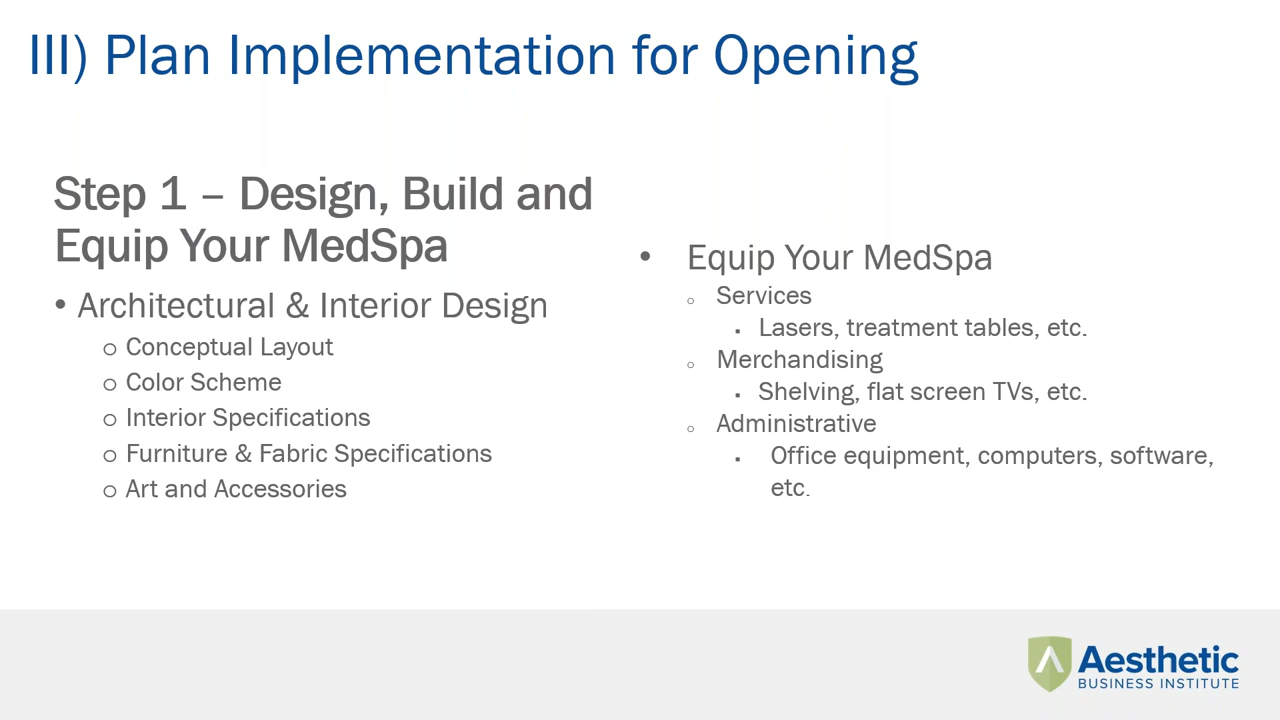 III) Plan Implementation for Opening
Step 1 – Design, Build and
Equip Your MedSpa
• Architectural & Interior Design
o Conceptual Layout
o Color Scheme
o Interior Specifications
o Furniture & Fabric Specifications
o Art and Accessories
• Equip Your MedSpa
o Services
▪ Lasers, treatment tables, etc.
o Merchandising
▪ Shelving, flat screen TVs, etc.
o Administrative
▪ Office equipment, computers, software,
etc.
Aesthetic
BUSINESS INSTITUTE